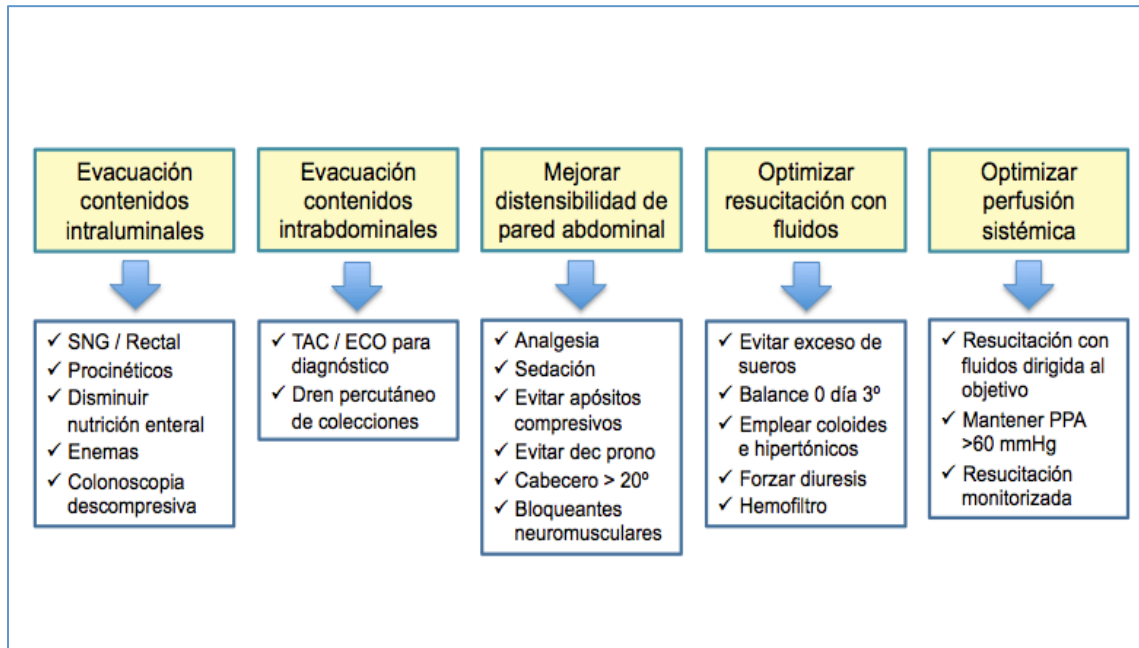 Evacuación
contenidos
intraluminales
✓ SNG / Rectal
✓ Procinéticos
✓ Disminuir
nutrición enteral
✓ Enemas
✓ Colonoscopia
descompresiva
Evacuación
contenidos
intrabdominales
✓ TAC / ECO para
diagnóstico
✓ Dren percutáneo
de colecciones
Mejorar
distensibilidad de
pared abdominal
✓ Analgesia
✓ Sedación
✓ Evitar apósitos
compresivos
✓ Evitar dec prono
✓ Cabecero > 20º
✓ Bloqueantes
neuromusculares
Optimizar
resucitación con
fluidos
✓ Evitar exceso de
sueros
✓ Balance 0 día 3º
✓ Emplear coloides
e hipertónicos
✓ Forzar diuresis
✓ Hemofiltro
Optimizar
perfusión
sistémica
✓ Resucitación con
fluidos dirigida al
objetivo
✓ Mantener PPA
>60 mmHg
✓ Resucitación
monitorizada